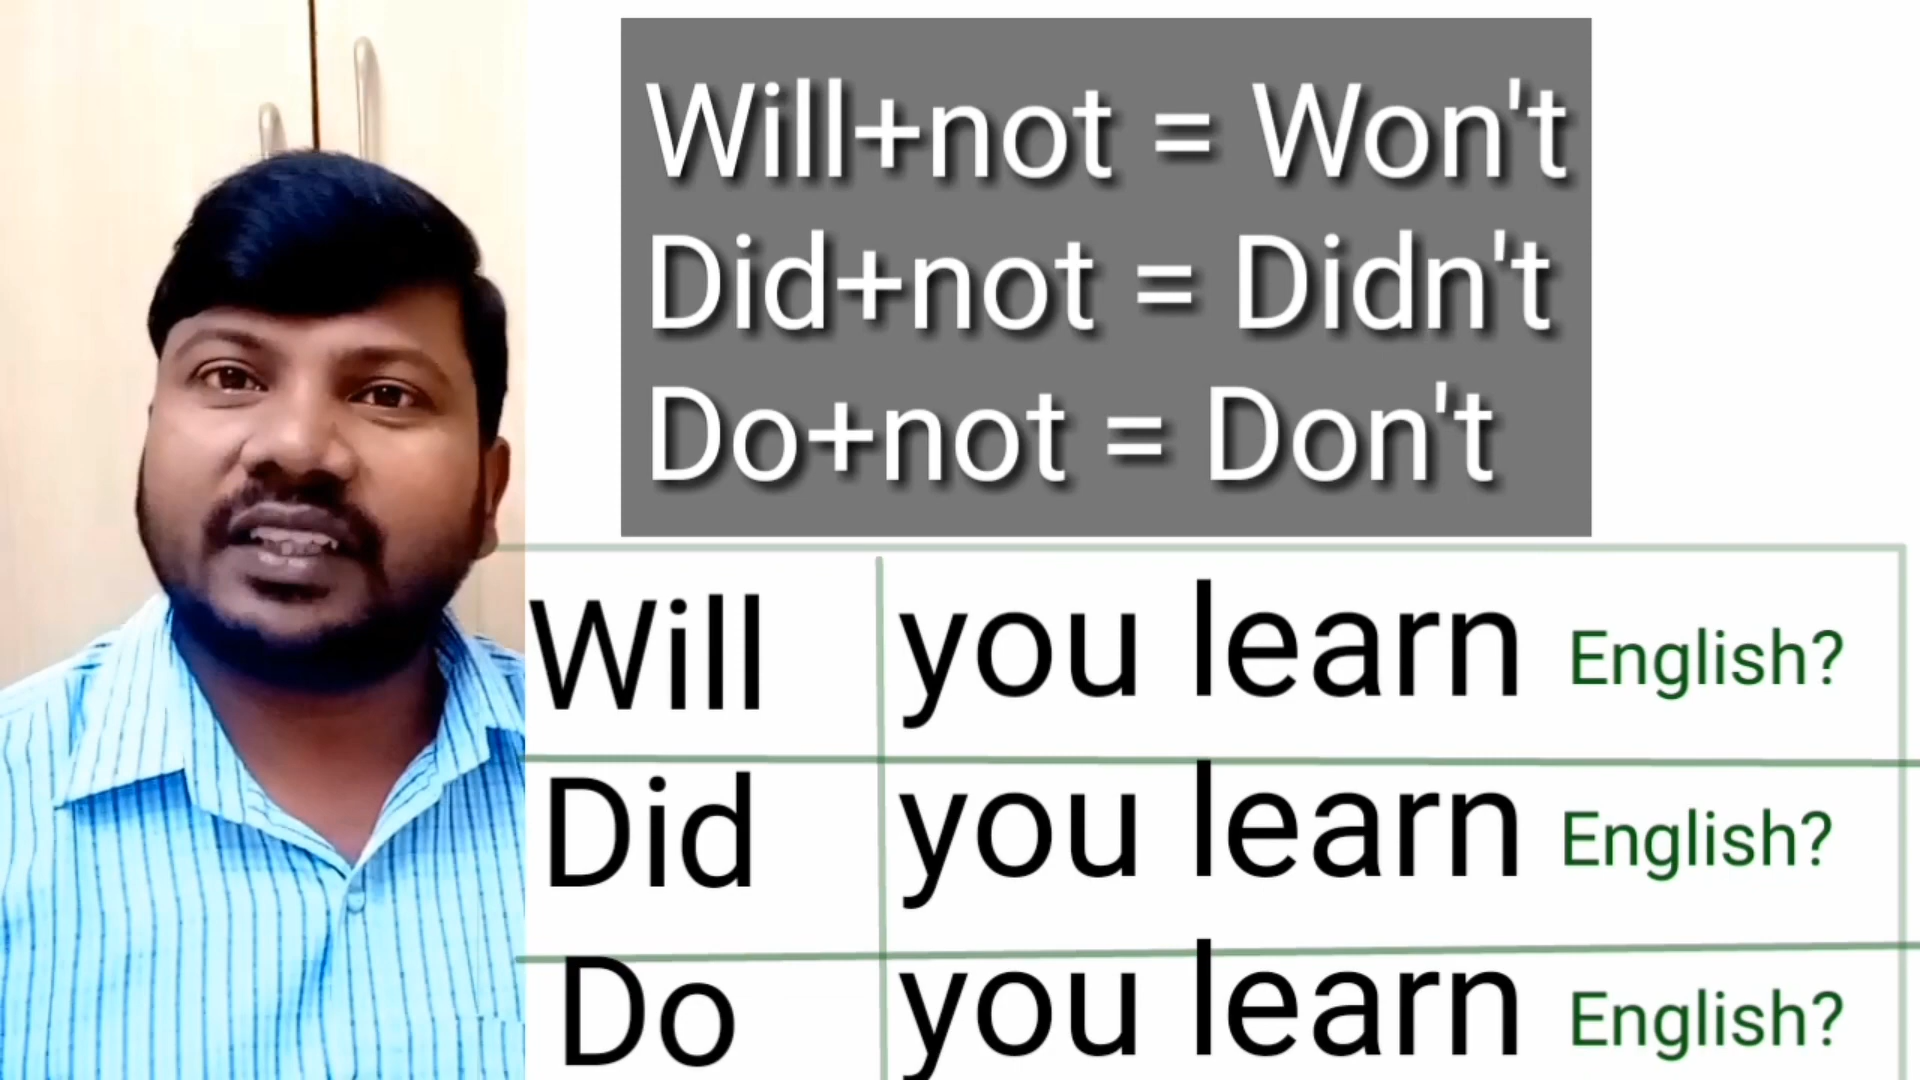 Will+not = Won't
Did+not = Didn't
Do+not = Don't
Will you learn English?
Did you learn English?
Do you learn English?